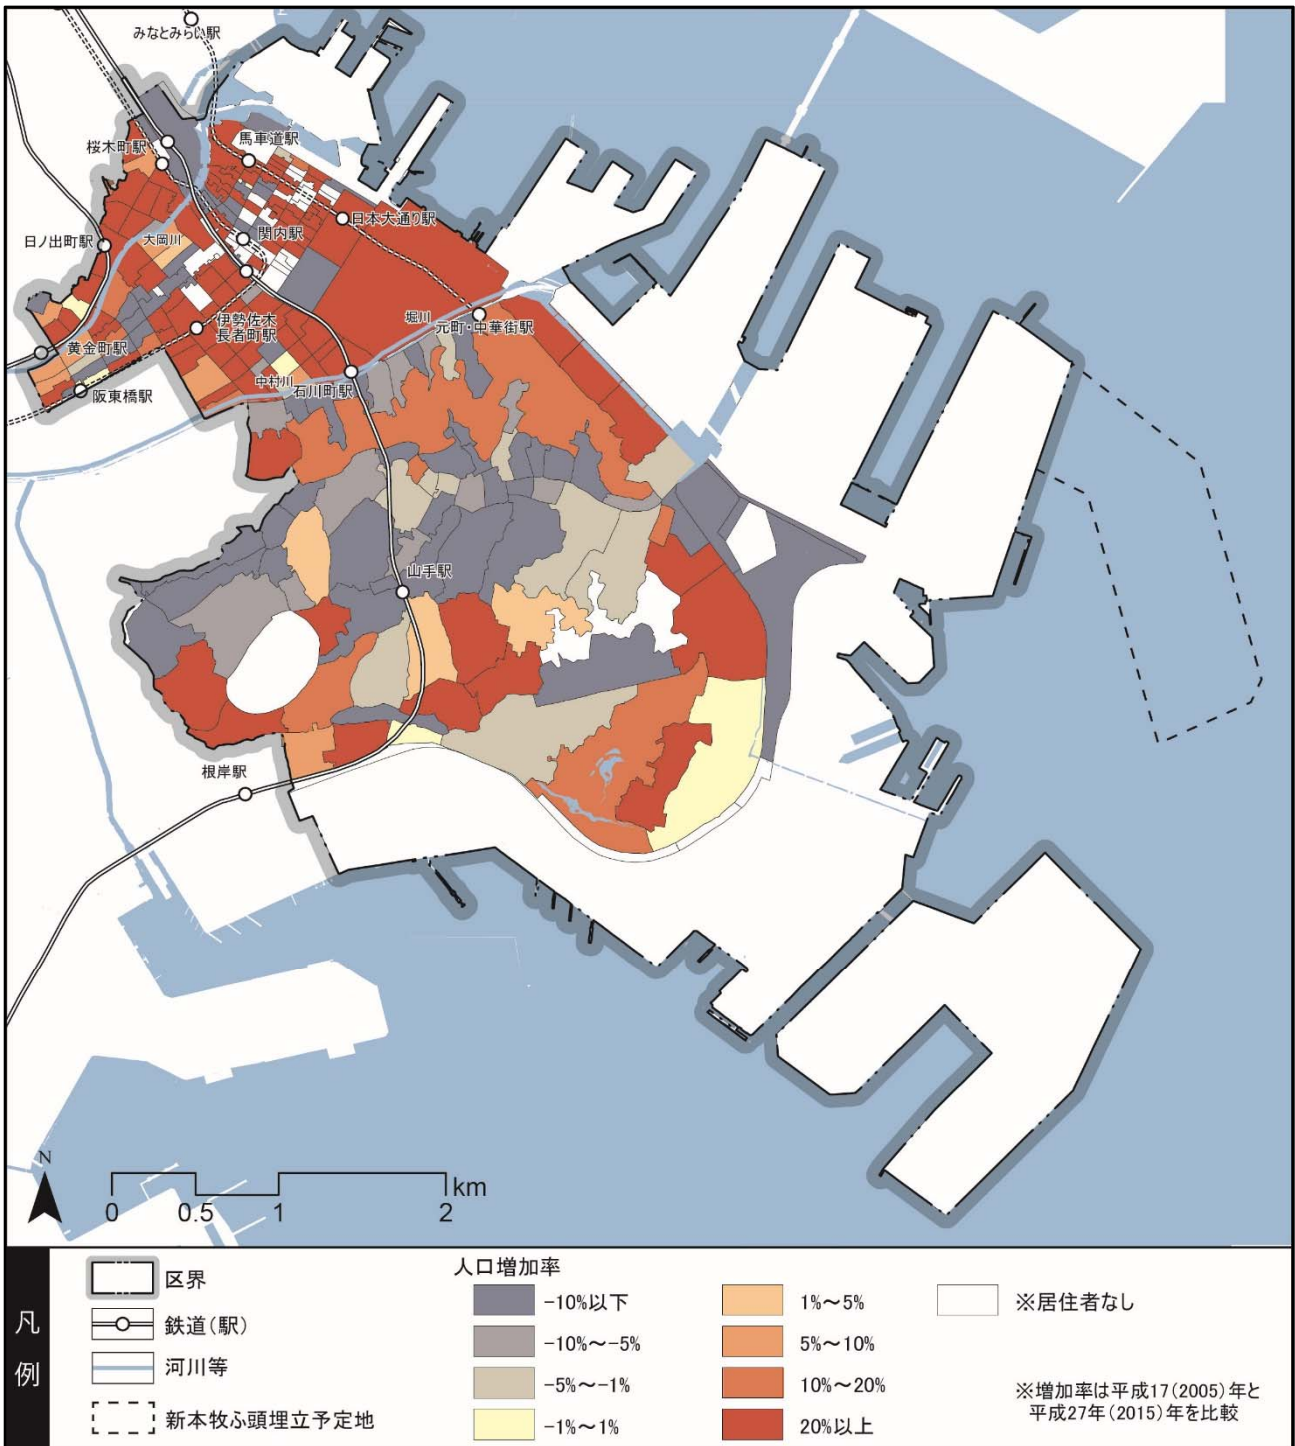 みなとみらい駅
桜木町駅
馬車道駅
日本大通り駅
日ノ出町駅
大岡川
関内駅
伊勢佐木
長者町駅
堀川
元町・中華街駅
黄金町駅
阪東橋駅
中村川
石川町駅
山手駅
根岸駅
N
km
0
0.5
1
2
凡
例
区界
鉄道(駅)
河川等
新本牧ふ頭埋立予定地
人口増加率
-10%以下
-10%~-5%
-5%~-1%
-1%~1%
1%~5%
5%~10%
10%~20%
20%以上
※居住者なし
※増加率は平成17(2005)年と
平成27年(2015)年を比較